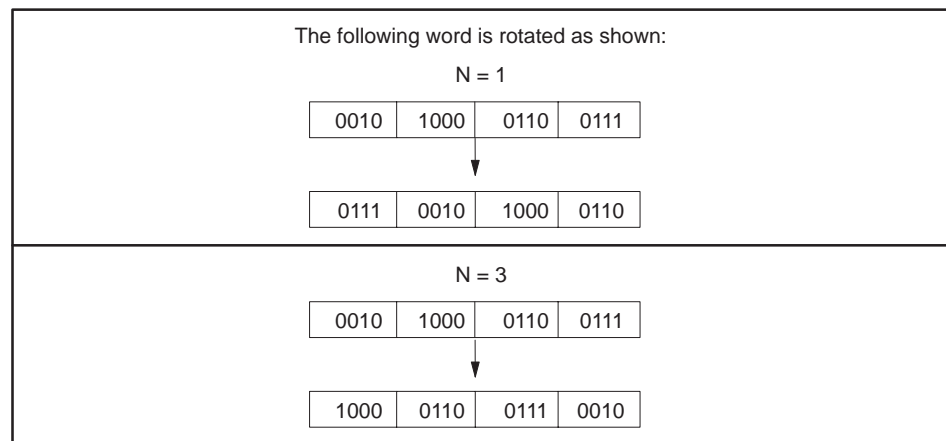 The following word is rotated as shown:
N = 1
0010 1000 0110 0111
0111 0010 1000 0110
N = 3
0010 1000 0110 0111
1000 0110 0111 0010